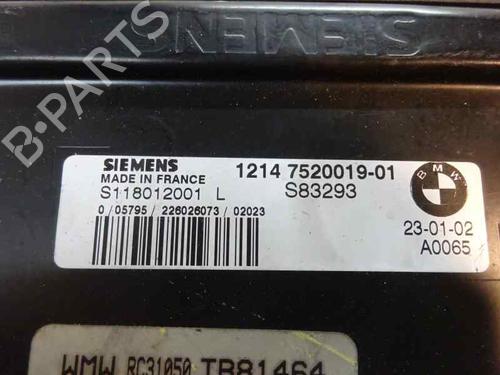 SIEMENS
B-PARTS
SIEMENS 1214 7520019-01
MADE IN FRANCE
S118012001 L S83293
0 / 05795 / 226026073 / 02023
BMW
23-01-02
A0065
WMW RC31050 TB81464